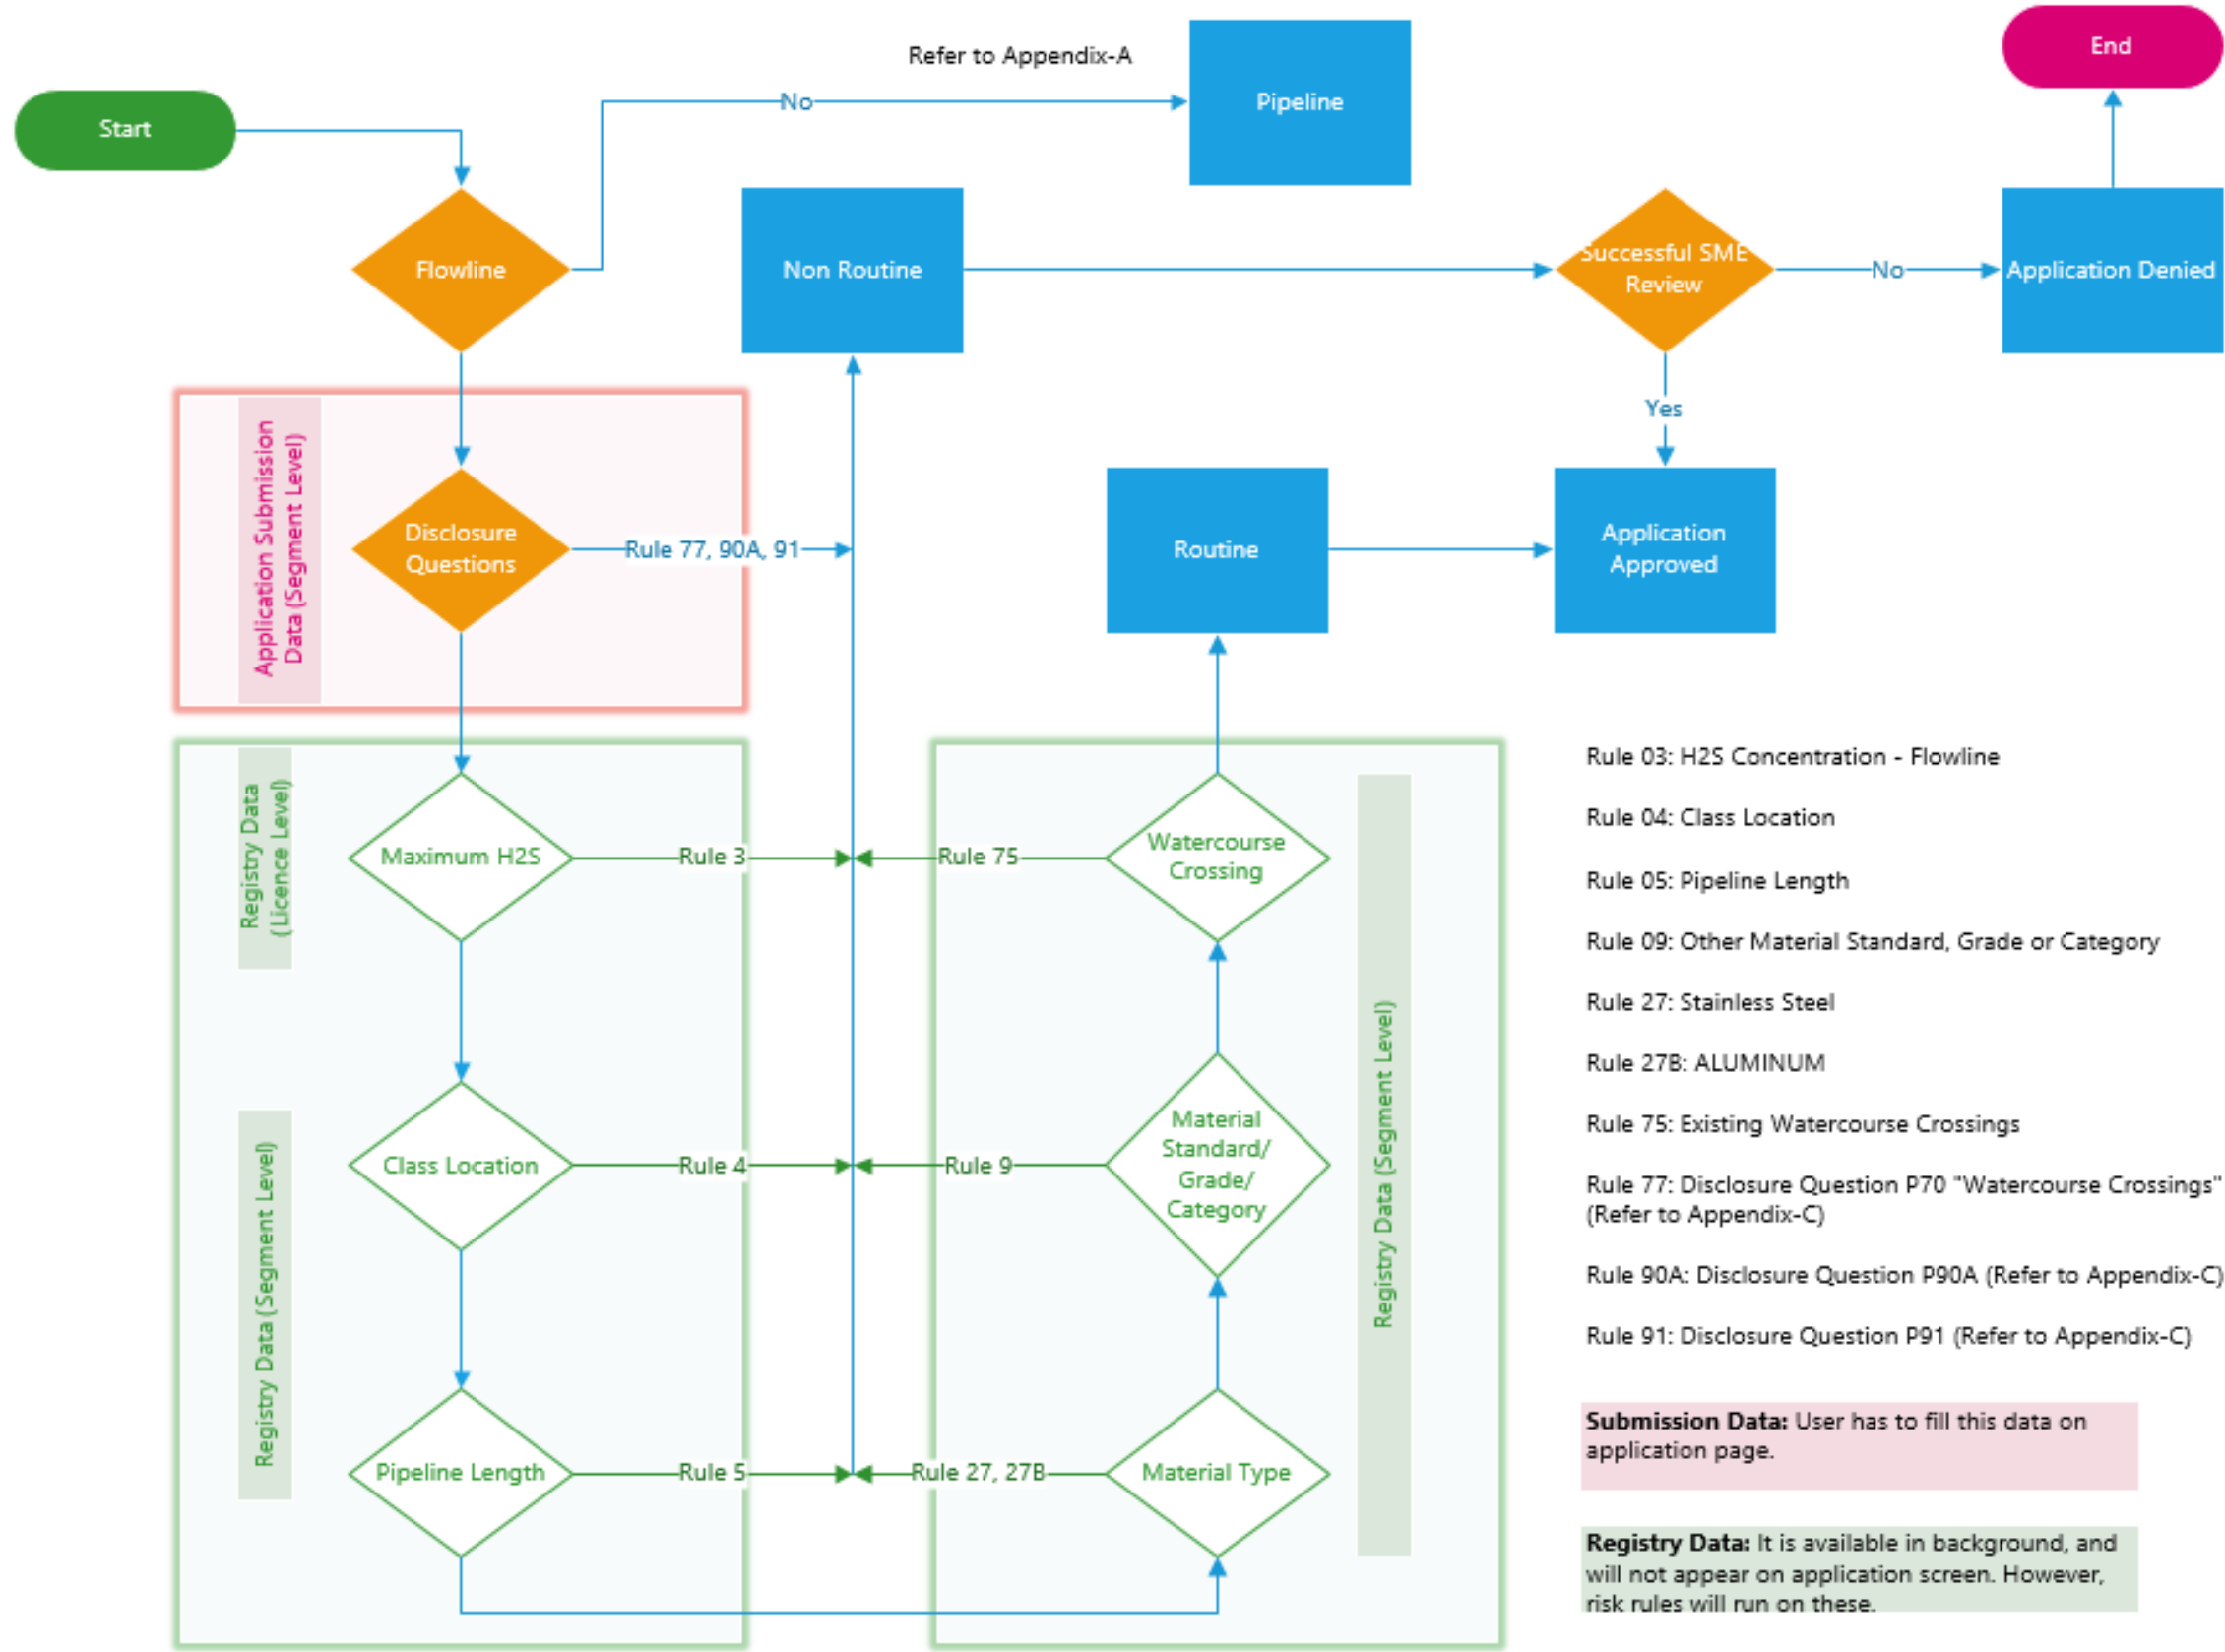 Refer to Appendix-A
End
Start
No
Pipeline
Flowline
Non Routine
Successful SME
Review
No
Application Denied
Yes
Application Submission
Data (Segment Level)
Disclosure
Questions
Rule 77, 90A, 91
Routine
Application
Approved
Registry Data
(Licence Level)
Maximum H2S
Rule 3
Rule 75
Watercourse
Crossing
Registry Data (Segment Level)
Class Location
Rule 4
Rule 9
Material
Standard/
Grade/
Category
Registry Data (Segment Level)
Pipeline Length
Rule 5
Rule 27, 27B
Material Type
Rule 03: H2S Concentration - Flowline
Rule 04: Class Location
Rule 05: Pipeline Length
Rule 09: Other Material Standard, Grade or Category
Rule 27: Stainless Steel
Rule 27B: ALUMINUM
Rule 75: Existing Watercourse Crossings
Rule 77: Disclosure Question P70 "Watercourse Crossings"
(Refer to Appendix-C)
Rule 90A: Disclosure Question P90A (Refer to Appendix-C)
Rule 91: Disclosure Question P91 (Refer to Appendix-C)
Submission Data: User has to fill this data on
application page.
Registry Data: It is available in background, and
will not appear on application screen. However,
risk rules will run on these.